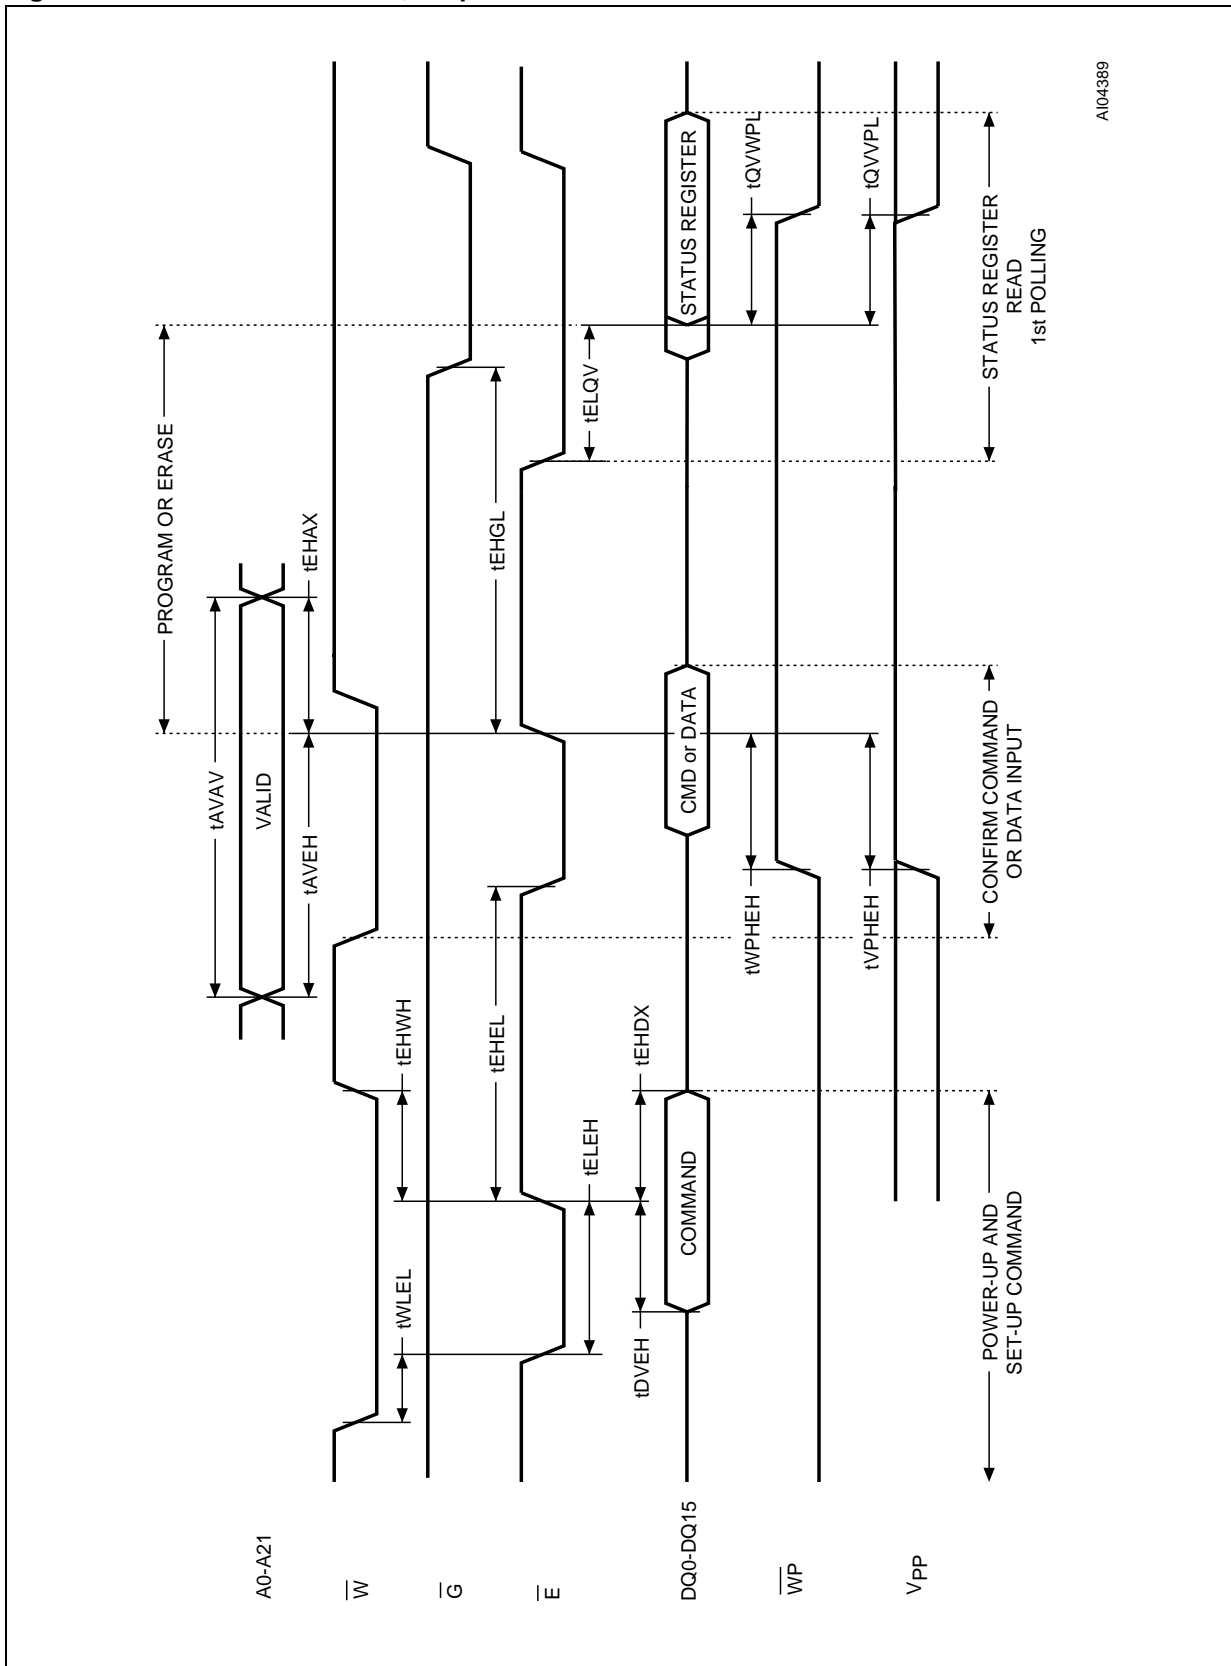 A0-A21
VALID
tAVAV
tAVEH
tEHAX
PROGRAM OR ERASE
W
tWLEL
tEHWH
G
tEHEL
tEHGL
E
tELEH
tELQV
DQ0-DQ15
COMMAND
CMD or DATA
STATUS REGISTER
tDVEH
tEHDX
WP
tWPHEH
tQVWPL
VPP
tVPHEH
tQVVPL
POWER-UP AND
SET-UP COMMAND
CONFIRM COMMAND
OR DATA INPUT
STATUS REGISTER
READ
1st POLLING
AI04389